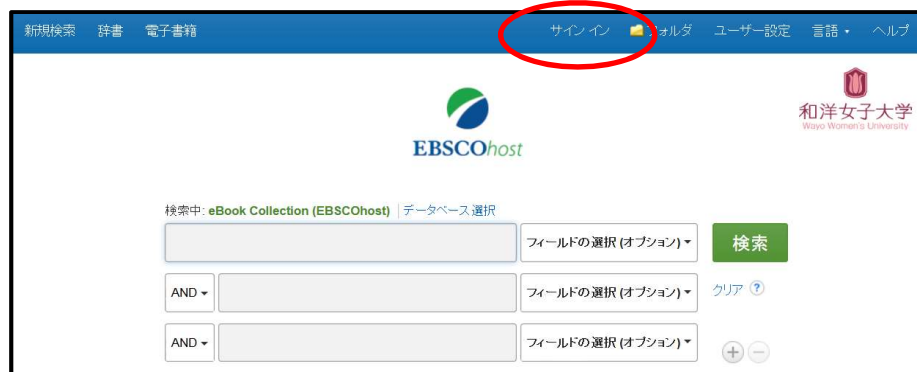 新規検索 辞書 電子書籍 サインイン フォルダ ユーザー設定 言語 ヘルプ
和洋女子大学
Wayo Women's University
EBSCOhost
検索中: eBook Collection (EBSCOhost) データベース選択
フィールドの選択 (オプション) 検索
AND フィールドの選択 (オプション) クリア ?
AND フィールドの選択 (オプション) + −